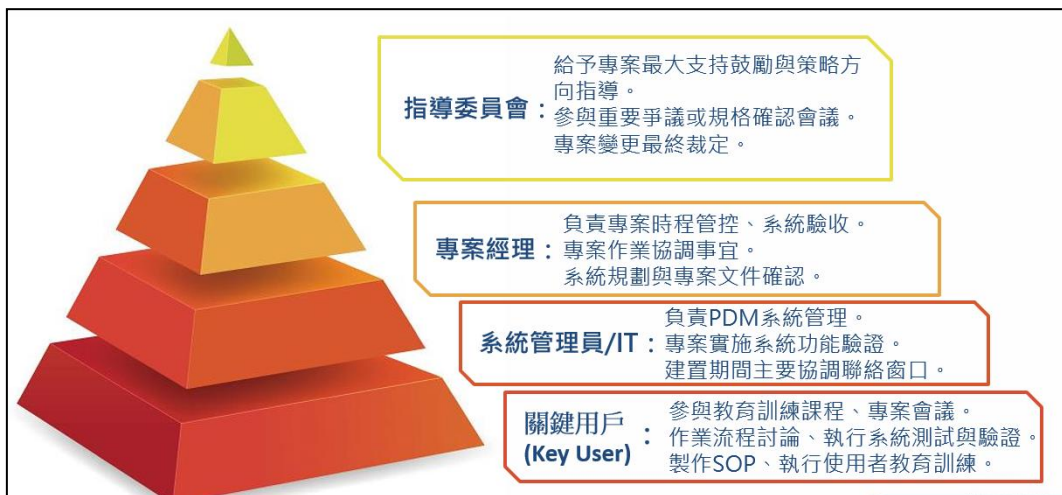 給予專案最大支持鼓勵與策略方
向指導。
指導委員會：參與重要爭議或規格確認會議。
專案變更最終裁定。
負責專案時程管控、系統驗收。
專案經理：專案作業協調事宜。
系統規劃與專案文件確認。
負責PDM系統管理。
系統管理員/IT：專案實施系統功能驗證。
建置期間主要協調聯絡窗口。
參與教育訓練課程、專案會議。
關鍵用戶
(Key User)：作業流程討論、執行系統測試與驗證。
製作SOP、執行使用者教育訓練。